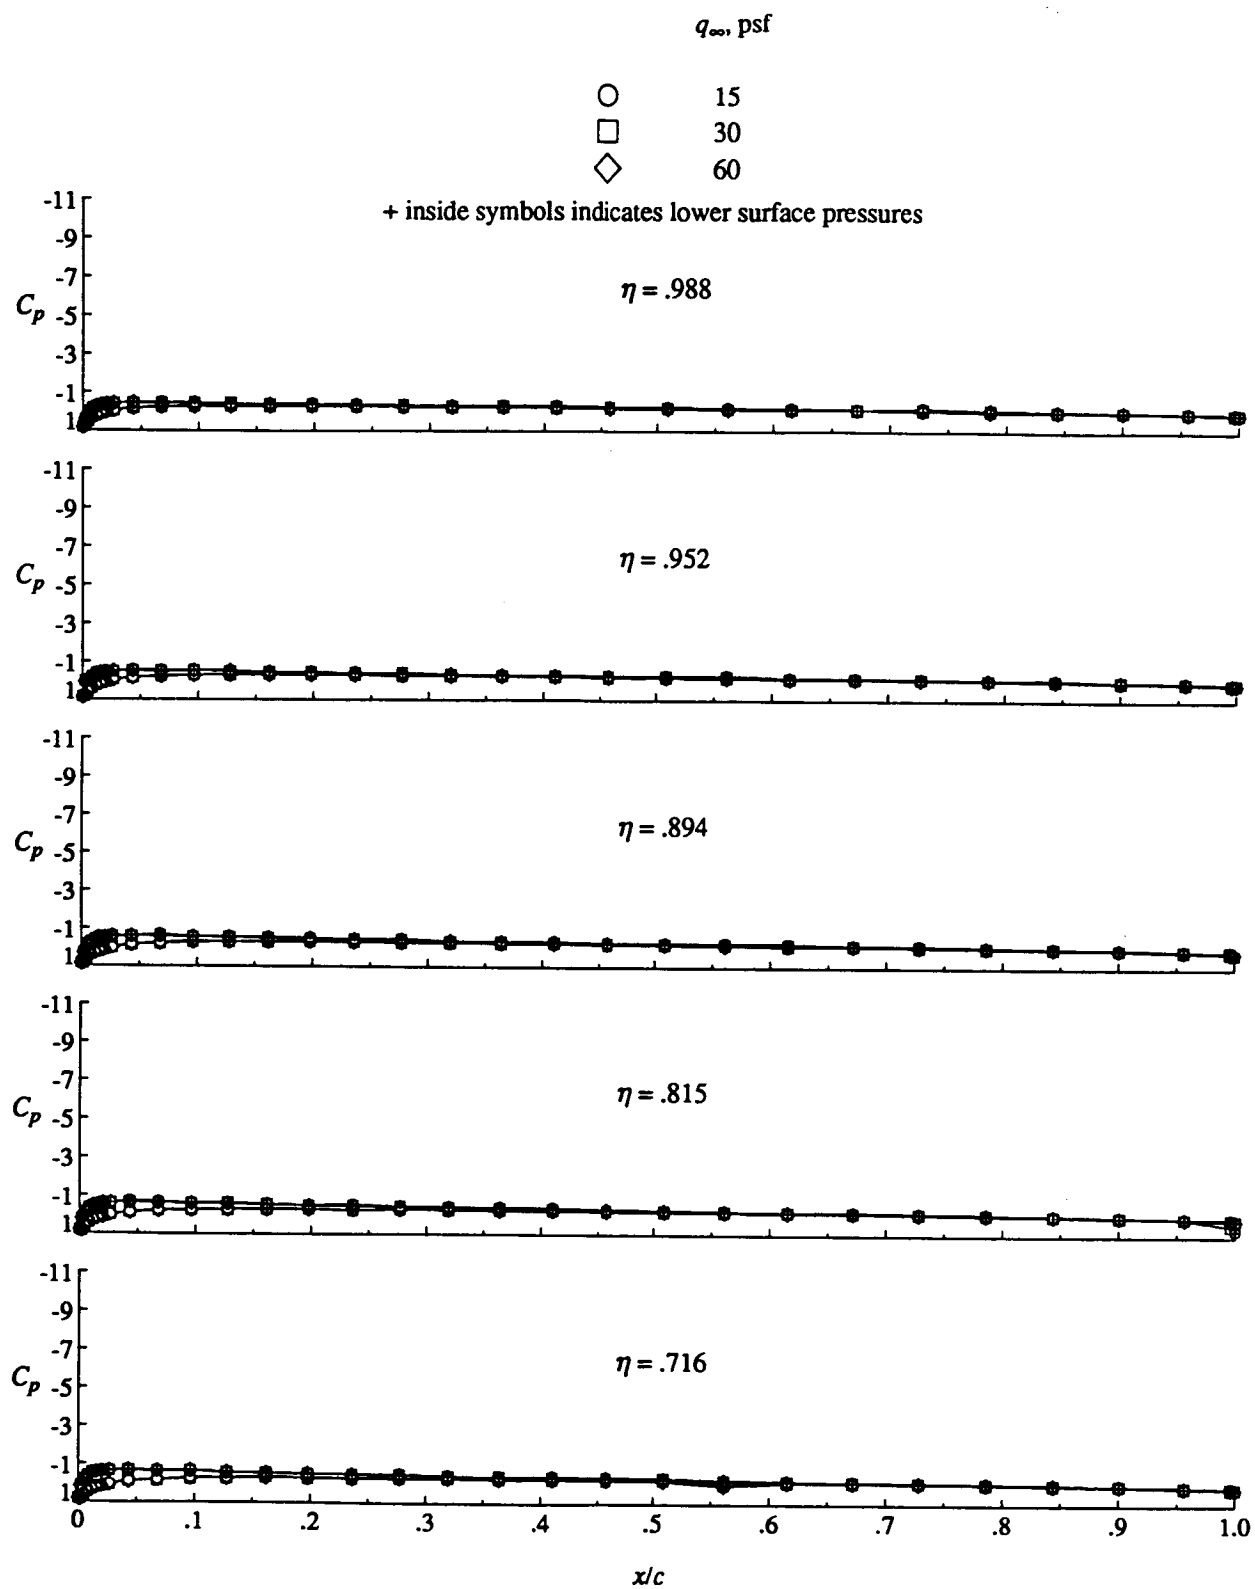 q∞, psf
○ 15
□ 30
◇ 60
+ inside symbols indicates lower surface pressures
-11
-9
-7
Cp -5
-3
-1
1
η = .988
-11
-9
-7
Cp -5
-3
-1
1
η = .952
-11
-9
-7
Cp -5
-3
-1
1
η = .894
-11
-9
-7
Cp -5
-3
-1
1
η = .815
-11
-9
-7
Cp -5
-3
-1
1
η = .716
0 .1 .2 .3 .4 .5 .6 .7 .8 .9 1.0
x/c